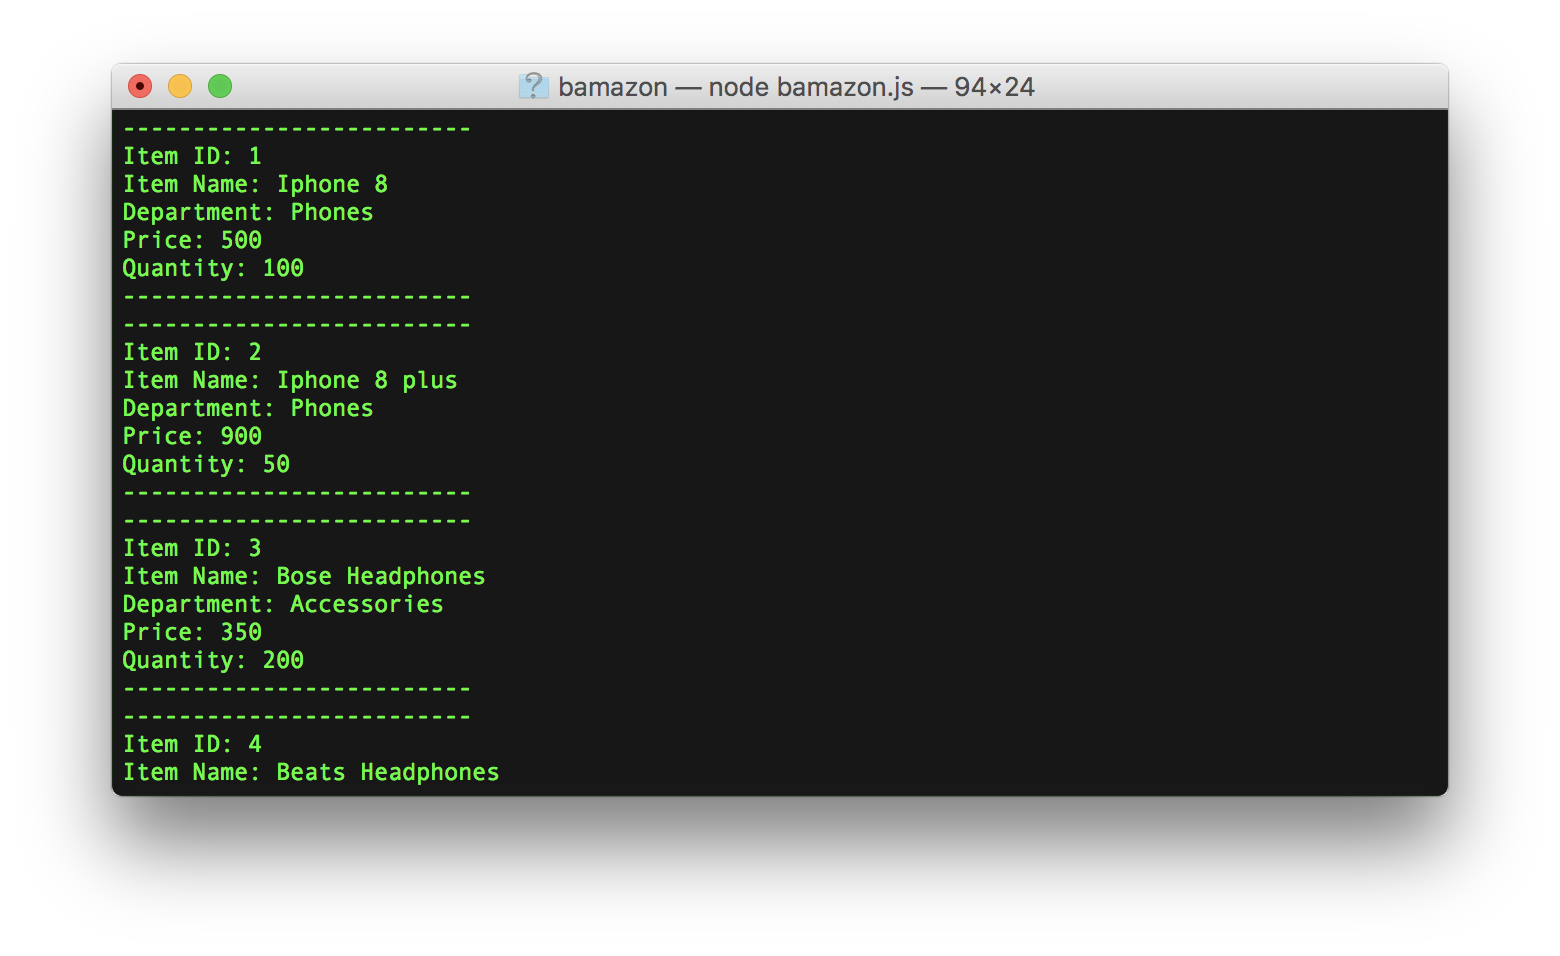 bamazon — node bamazon.js — 94×24
-------------------------
Item ID: 1
Item Name: Iphone 8
Department: Phones
Price: 500
Quantity: 100
-------------------------
-------------------------
Item ID: 2
Item Name: Iphone 8 plus
Department: Phones
Price: 900
Quantity: 50
-------------------------
-------------------------
Item ID: 3
Item Name: Bose Headphones
Department: Accessories
Price: 350
Quantity: 200
-------------------------
-------------------------
Item ID: 4
Item Name: Beats Headphones